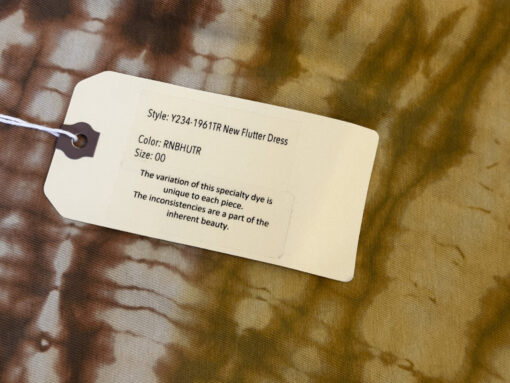 Style: Y234-1961TR New Flutter Dress
Color: RNBHUTR
Size: 00
The variation of this specialty dye is
unique to each piece.
The inconsistencies are a part of the
inherent beauty.